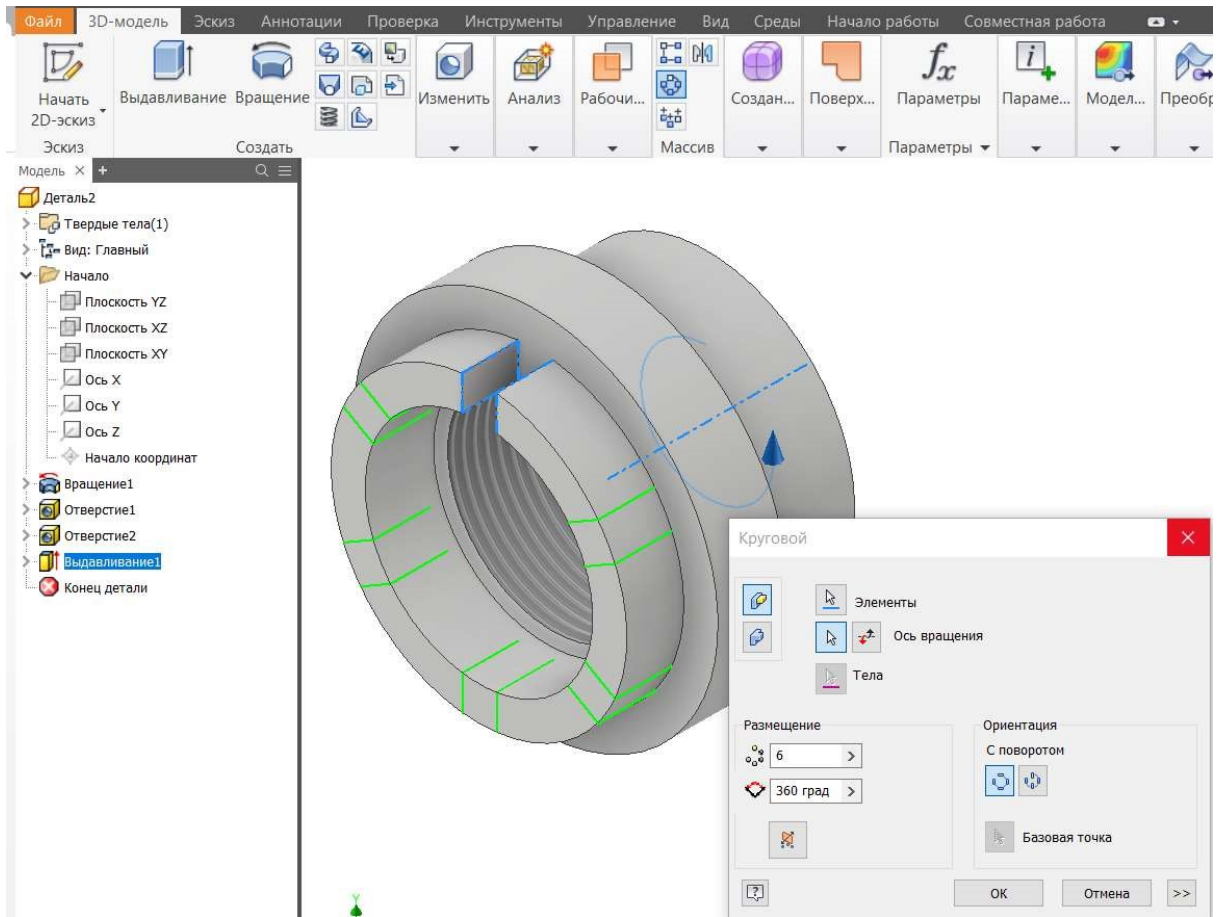 Файл 3D-модель Эскиз Аннотации Проверка Инструменты Управление Вид Среды Начало работы Совместная работа
Начать 2D-эскиз
Выдавливание
Вращение
Изменить
Анализ
Рабочи...
Создан...
Поверх...
fx
Параметры
Параме...
Модел...
Эскиз
Создать
Массив
Параметры
Модель
Деталь2
Твердые тела(1)
Вид: Главный
Начало
Плоскость YZ
Плоскость XZ
Плоскость XY
Ось X
Ось Y
Ось Z
Начало координат
Вращение1
Отверстие1
Отверстие2
Выдавливание1
Конец детали
Y
Круговой
Элементы
Ось вращения
Тела
Размещение
6
360 град
Ориентация
С поворотом
Базовая точка
ОК
Отмена
>>